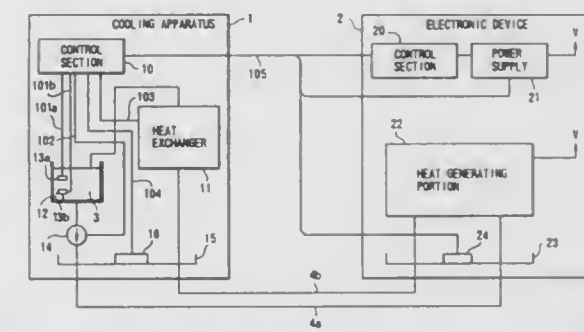 COOLING APPARATUS
1
2
ELECTRONIC DEVICE
20
V
CONTROL
SECTION
10
CONTROL
SECTION
POWER
SUPPLY
105
21
101b
101a
102
103
HEAT
EXCHANGER
22
V
HEAT GENERATING
PORTION
13a
12
13b
3
104
11
14
16
15
24
23
4b
4a